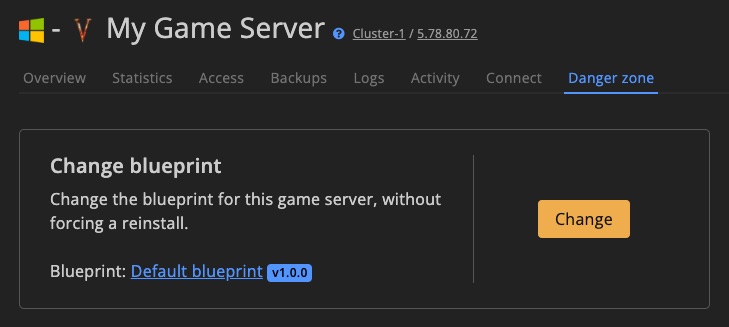 - My Game Server ? Cluster-1 / 5.78.80.72
Overview Statistics Access Backups Logs Activity Connect Danger zone
Change blueprint
Change the blueprint for this game server, without
forcing a reinstall.
Change
Blueprint: Default blueprint v1.0.0